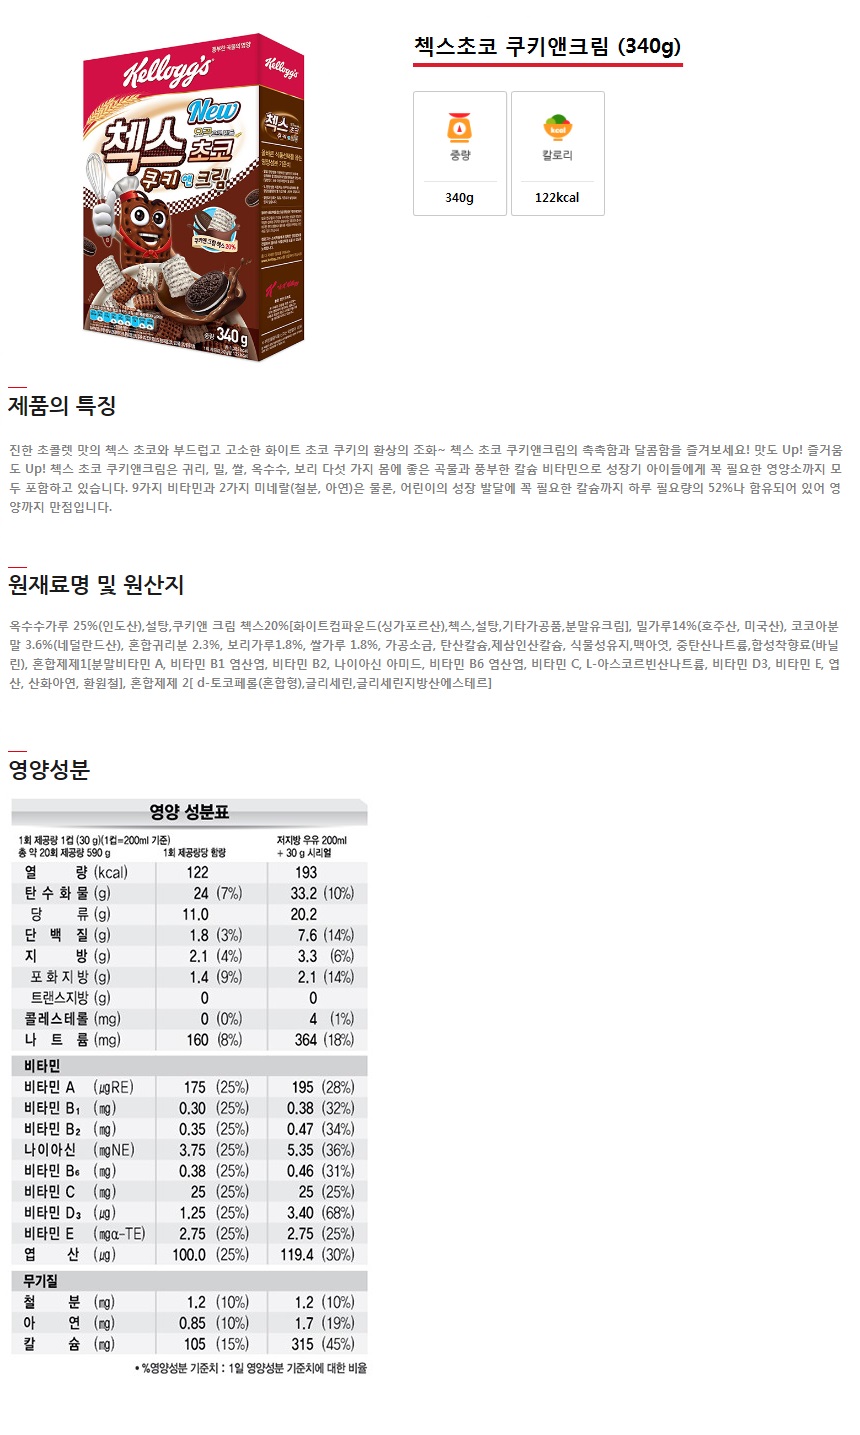 첵스초코 쿠키앤크림 (340g)
풍부한 곡물의 영양
Kellogg's
Kellogg's
New
첵스
초코
쿠키 앤 크림
쿠키앤크림 첵스 20%
중량 340 g
중량
칼로리
340g
122kcal
제품의 특징
진한 초콜렛 맛의 첵스 초코와 부드럽고 고소한 화이트 초코 쿠키의 환상의 조화~ 첵스 초코 쿠키앤크림의 촉촉함과 달콤함을 즐겨보세요! 맛도 Up! 즐거움
도 Up! 첵스 초코 쿠키앤크림은 귀리, 밀, 쌀, 옥수수, 보리 다섯 가지 몸에 좋은 곡물과 풍부한 칼슘 비타민으로 성장기 아이들에게 꼭 필요한 영양소까지 모
두 포함하고 있습니다. 9가지 비타민과 2가지 미네랄(철분, 아연)은 물론, 어린이의 성장 발달에 꼭 필요한 칼슘까지 하루 필요량의 52%나 함유되어 있어 영
양까지 만점입니다.
원재료명 및 원산지
옥수수가루 25%(인도산),설탕,쿠키앤 크림 첵스20%[화이트컴파운드(싱가포르산),첵스,설탕,기타가공품,분말유크림], 밀가루14%(호주산, 미국산), 코코아분
말 3.6%(네덜란드산), 혼합귀리분 2.3%, 보리가루1.8%, 쌀가루 1.8%, 가공소금, 탄산칼슘,제삼인산칼슘, 식물성유지,맥아엿, 중탄산나트륨,합성착향료(바닐
린), 혼합제제1[분말비타민 A, 비타민 B1 염산염, 비타민 B2, 나이아신 아미드, 비타민 B6 염산염, 비타민 C, L-아스코르빈산나트륨, 비타민 D3, 비타민 E, 엽
산, 산화아연, 환원철], 혼합제제 2[ d-토코페롤(혼합형),글리세린,글리세린지방산에스테르]
영양성분
영양 성분표
1회 제공량 1컵 (30 g)(1컵=200ml 기준) 저지방 우유 200ml
총 약 20회 제공량 590 g 1회 제공량당 함량 + 30 g 시리얼
열 량 (kcal) 122 193
탄 수 화 물 (g) 24 (7%) 33.2 (10%)
당 류 (g) 11.0 20.2
단 백 질 (g) 1.8 (3%) 7.6 (14%)
지 방 (g) 2.1 (4%) 3.3 (6%)
포 화 지 방 (g) 1.4 (9%) 2.1 (14%)
트랜스지방 (g) 0 0
콜레스테롤 (mg) 0 (0%) 4 (1%)
나 트 륨 (mg) 160 (8%) 364 (18%)
비타민
비타민 A (㎍RE) 175 (25%) 195 (28%)
비타민 B₁ (㎎) 0.30 (25%) 0.38 (32%)
비타민 B₂ (㎎) 0.35 (25%) 0.47 (34%)
나이아신 (㎎NE) 3.75 (25%) 5.35 (36%)
비타민 B₆ (㎎) 0.38 (25%) 0.46 (31%)
비타민 C (㎎) 25 (25%) 25 (25%)
비타민 D₃ (㎍) 1.25 (25%) 3.40 (68%)
비타민 E (㎎α-TE) 2.75 (25%) 2.75 (25%)
엽 산 (㎍) 100.0 (25%) 119.4 (30%)
무기질
철 분 (㎎) 1.2 (10%) 1.2 (10%)
아 연 (㎎) 0.85 (10%) 1.7 (19%)
칼 슘 (㎎) 105 (15%) 315 (45%)
• %영양성분 기준치 : 1일 영양성분 기준치에 대한 비율